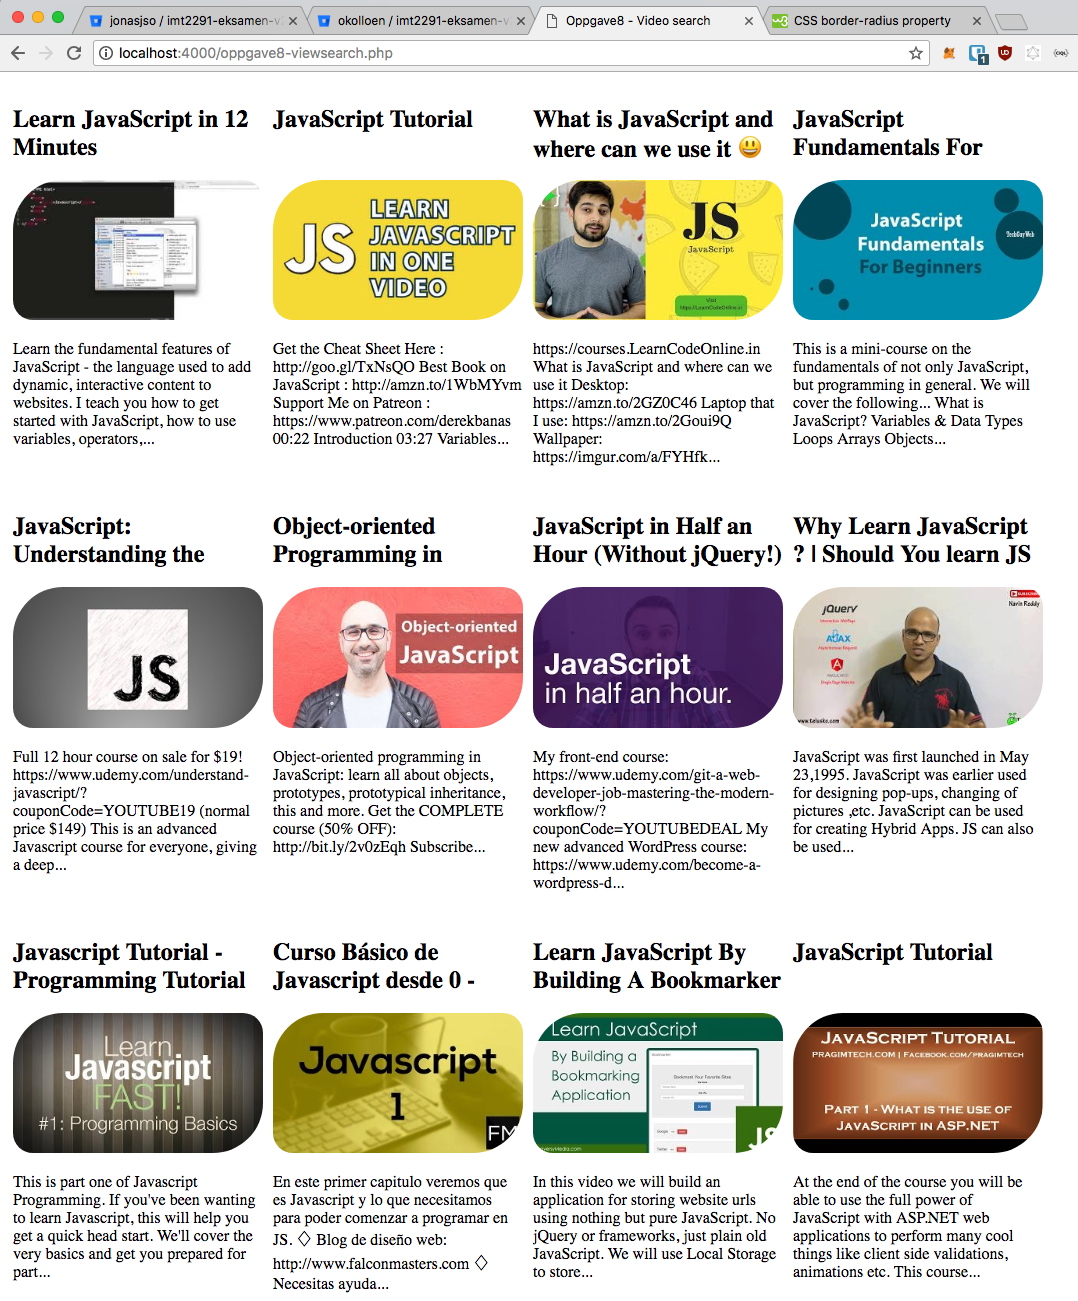 jonasjso / imt2291-eksamen-v
okolloen / imt2291-eksamen-v
Oppgave8 - Video search
CSS border-radius property
localhost:4000/oppgave8-viewsearch.php
Learn JavaScript in 12
Minutes
JavaScript Tutorial
What is JavaScript and
where can we use it 😃
JavaScript
Fundamentals For
JS
LEARN
JAVASCRIPT
IN ONE
VIDEO
JS
JavaScript
Visit
https://LearnCodeOnline.in
JavaScript
Fundamentals
For Beginners
TechGuyWeb
Learn the fundamental features of
JavaScript - the language used to add
dynamic, interactive content to
websites. I teach you how to get
started with JavaScript, how to use
variables, operators,...
Get the Cheat Sheet Here :
http://goo.gl/TxNsQO Best Book on
JavaScript : http://amzn.to/1WbMYvm
Support Me on Patreon :
https://www.patreon.com/derekbanas
00:22 Introduction 03:27 Variables...
https://courses.LearnCodeOnline.in
What is JavaScript and where can we
use it Desktop:
https://amzn.to/2GZ0C46 Laptop that
I use: https://amzn.to/2Goui9Q
Wallpaper:
https://imgur.com/a/FYHfk...
This is a mini-course on the
fundamentals of not only JavaScript,
but programming in general. We will
cover the following... What is
JavaScript? Variables & Data Types
Loops Arrays Objects...
JavaScript:
Understanding the
Object-oriented
Programming in
JavaScript in Half an
Hour (Without jQuery!)
Why Learn JavaScript
? | Should You learn JS
JS
Object-oriented
JavaScript
JavaScript
in half an hour.
jQuery
AJAX
SUBSCRIBE
Navin Reddy
www.telusko.com
Full 12 hour course on sale for $19!
https://www.udemy.com/understand-
javascript/?
couponCode=YOUTUBE19 (normal
price $149) This is an advanced
Javascript course for everyone, giving
a deep...
Object-oriented programming in
JavaScript: learn all about objects,
prototypes, prototypical inheritance,
this and more. Get the COMPLETE
course (50% OFF):
http://bit.ly/2v0zEqh Subscribe...
My front-end course:
https://www.udemy.com/git-a-web-
developer-job-mastering-the-modern-
workflow/?
couponCode=YOUTUBEDEAL My
new advanced WordPress course:
https://www.udemy.com/become-a-
wordpress-d...
JavaScript was first launched in May
23,1995. JavaScript was earlier used
for designing pop-ups, changing of
pictures ,etc. JavaScript can be used
for creating Hybrid Apps. JS can also
be used...
Javascript Tutorial -
Programming Tutorial
Curso Básico de
Javascript desde 0 -
Learn JavaScript By
Building A Bookmarker
JavaScript Tutorial
Learn
Javascript
FAST!
#1: Programming Basics
Javascript
1
FM
Learn JavaScript
By Building a
Bookmarking
Application
JS
JavaScript Tutorial
PRAGIMTECH.COM | FACEBOOK.COM/PRAGIMTECH
Part 1 - What is the use of
JavaScript in ASP.NET
This is part one of Javascript
Programming. If you've been wanting
to learn Javascript, this will help you
get a quick head start. We'll cover the
very basics and get you prepared for
part...
En este primer capitulo veremos que
es Javascript y lo que necesitamos
para poder comenzar a programar en
JS. ♢ Blog de diseño web:
http://www.falconmasters.com ♢
Necesitas ayuda...
In this video we will build an
application for storing website urls
using nothing but pure JavaScript. No
jQuery or frameworks, just plain old
JavaScript. We will use Local Storage
to store...
At the end of the course you will be
able to use the full power of
JavaScript with ASP.NET web
applications to perform many cool
things like client side validations,
animations etc. This course...